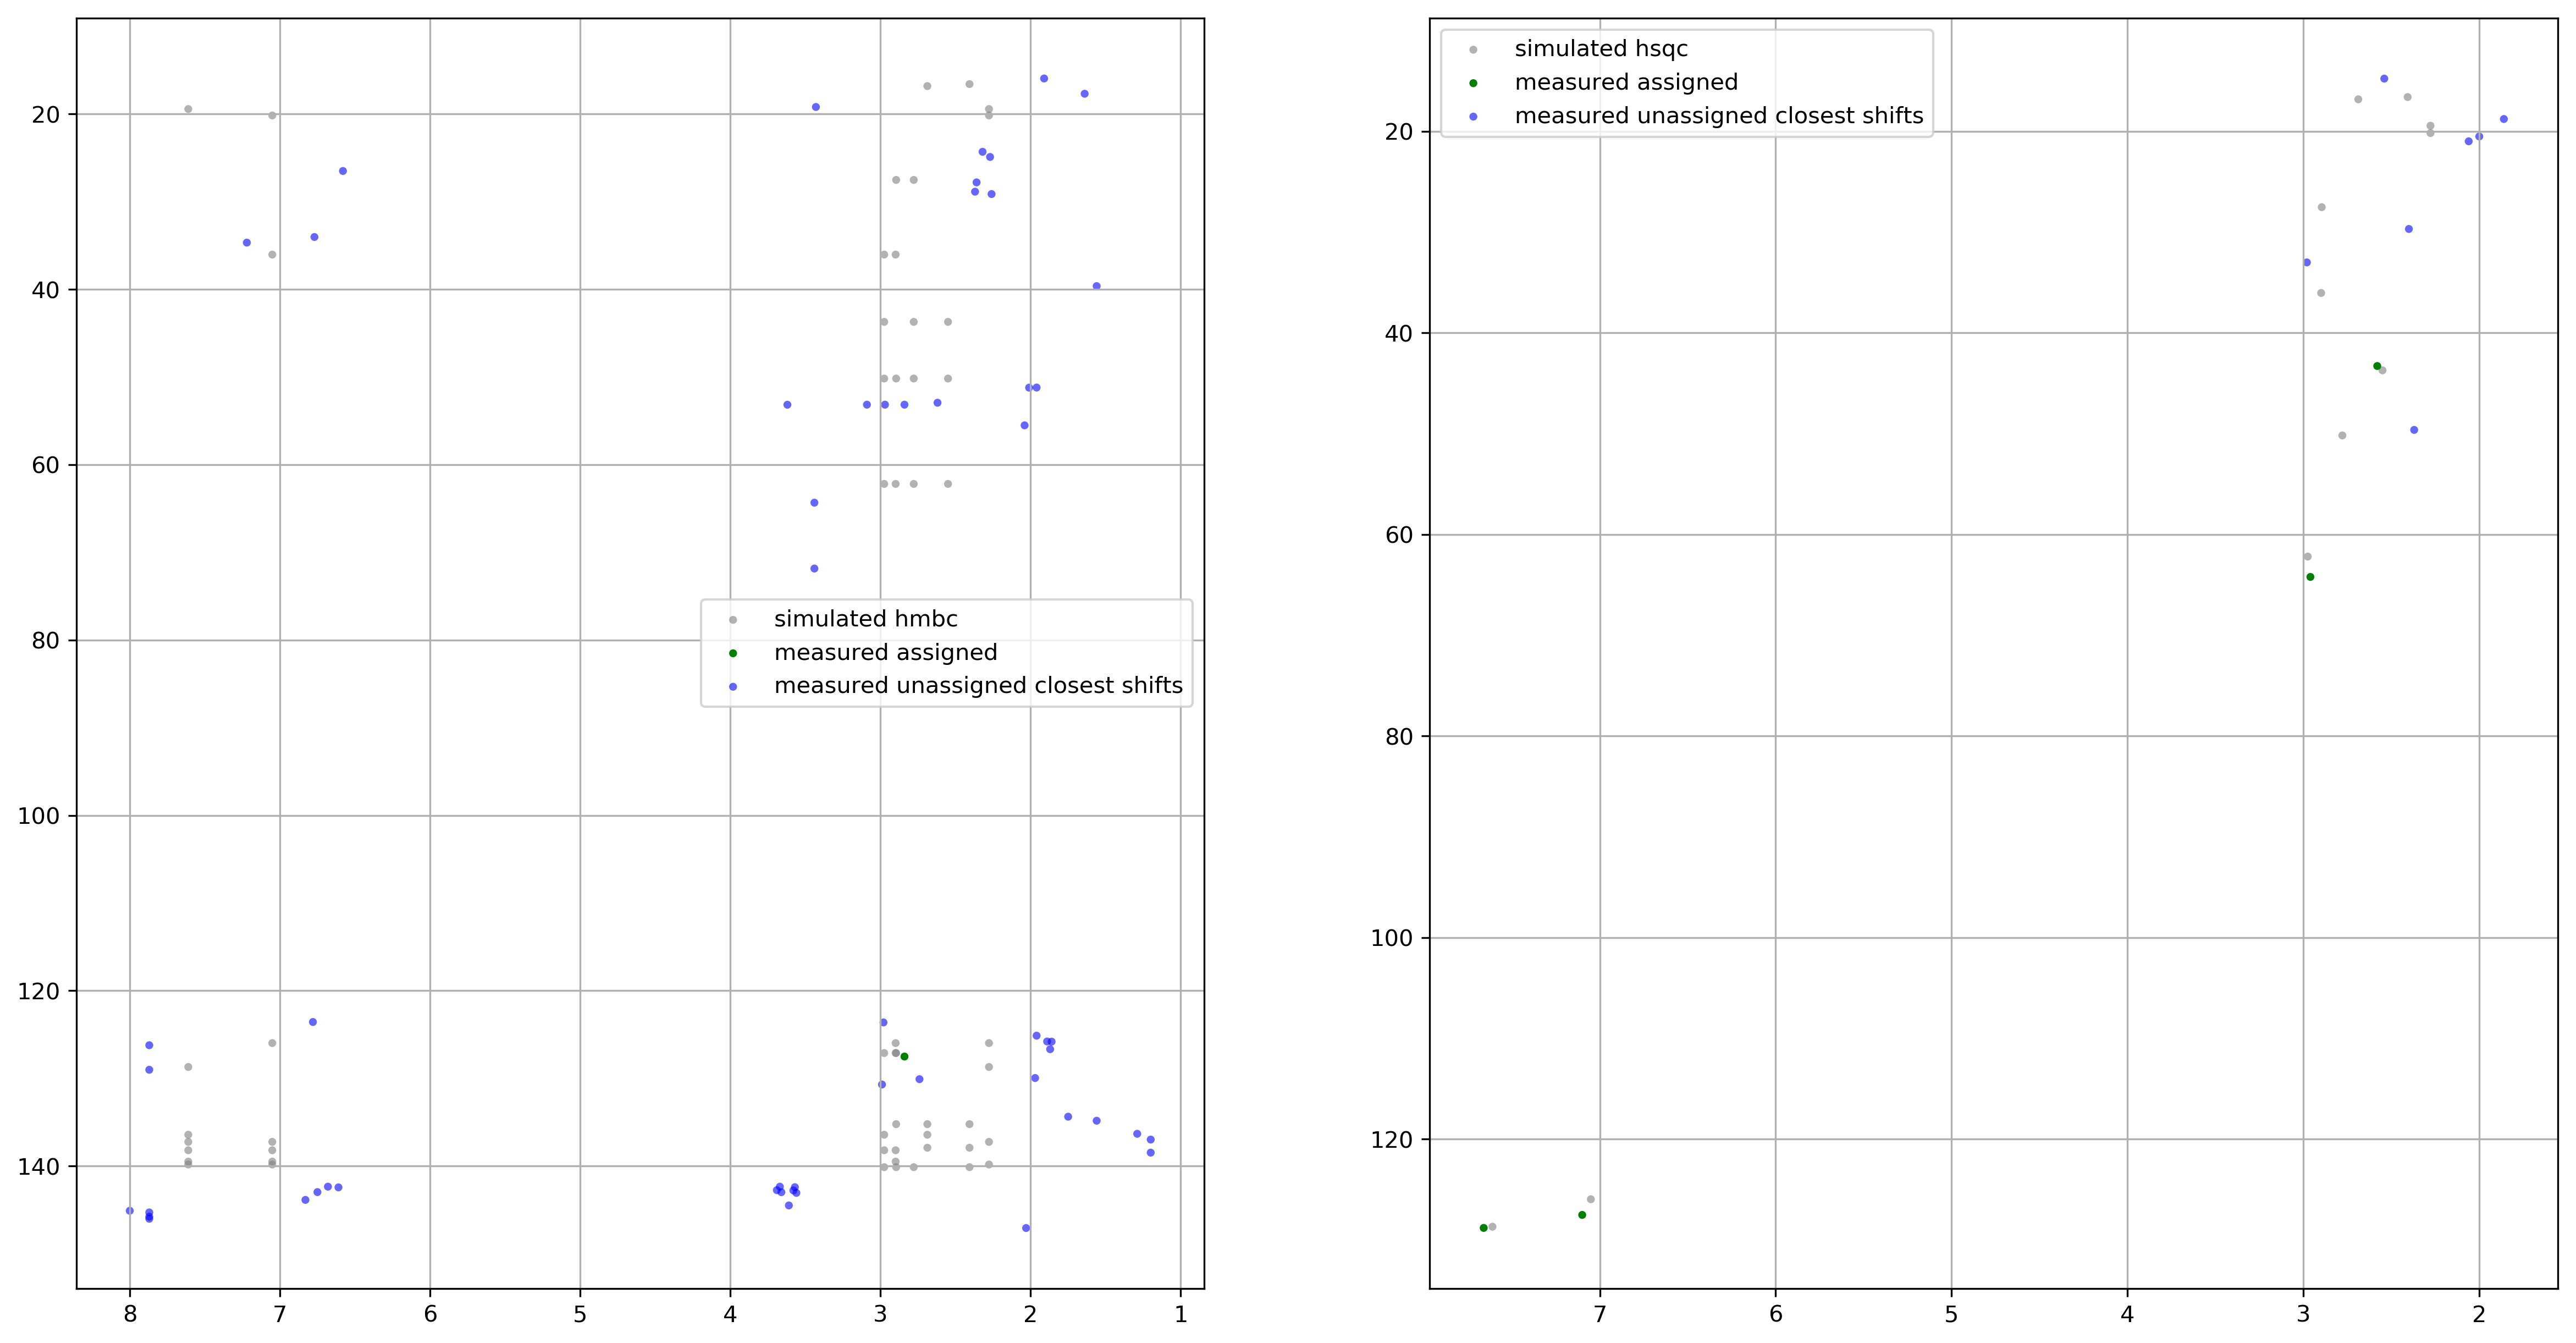 20
40
60
80
100
120
140
8 7 6 5 4 3 2 1
simulated hmbc
measured assigned
measured unassigned closest shifts
20
40
60
80
100
120
7 6 5 4 3 2
simulated hsqc
measured assigned
measured unassigned closest shifts